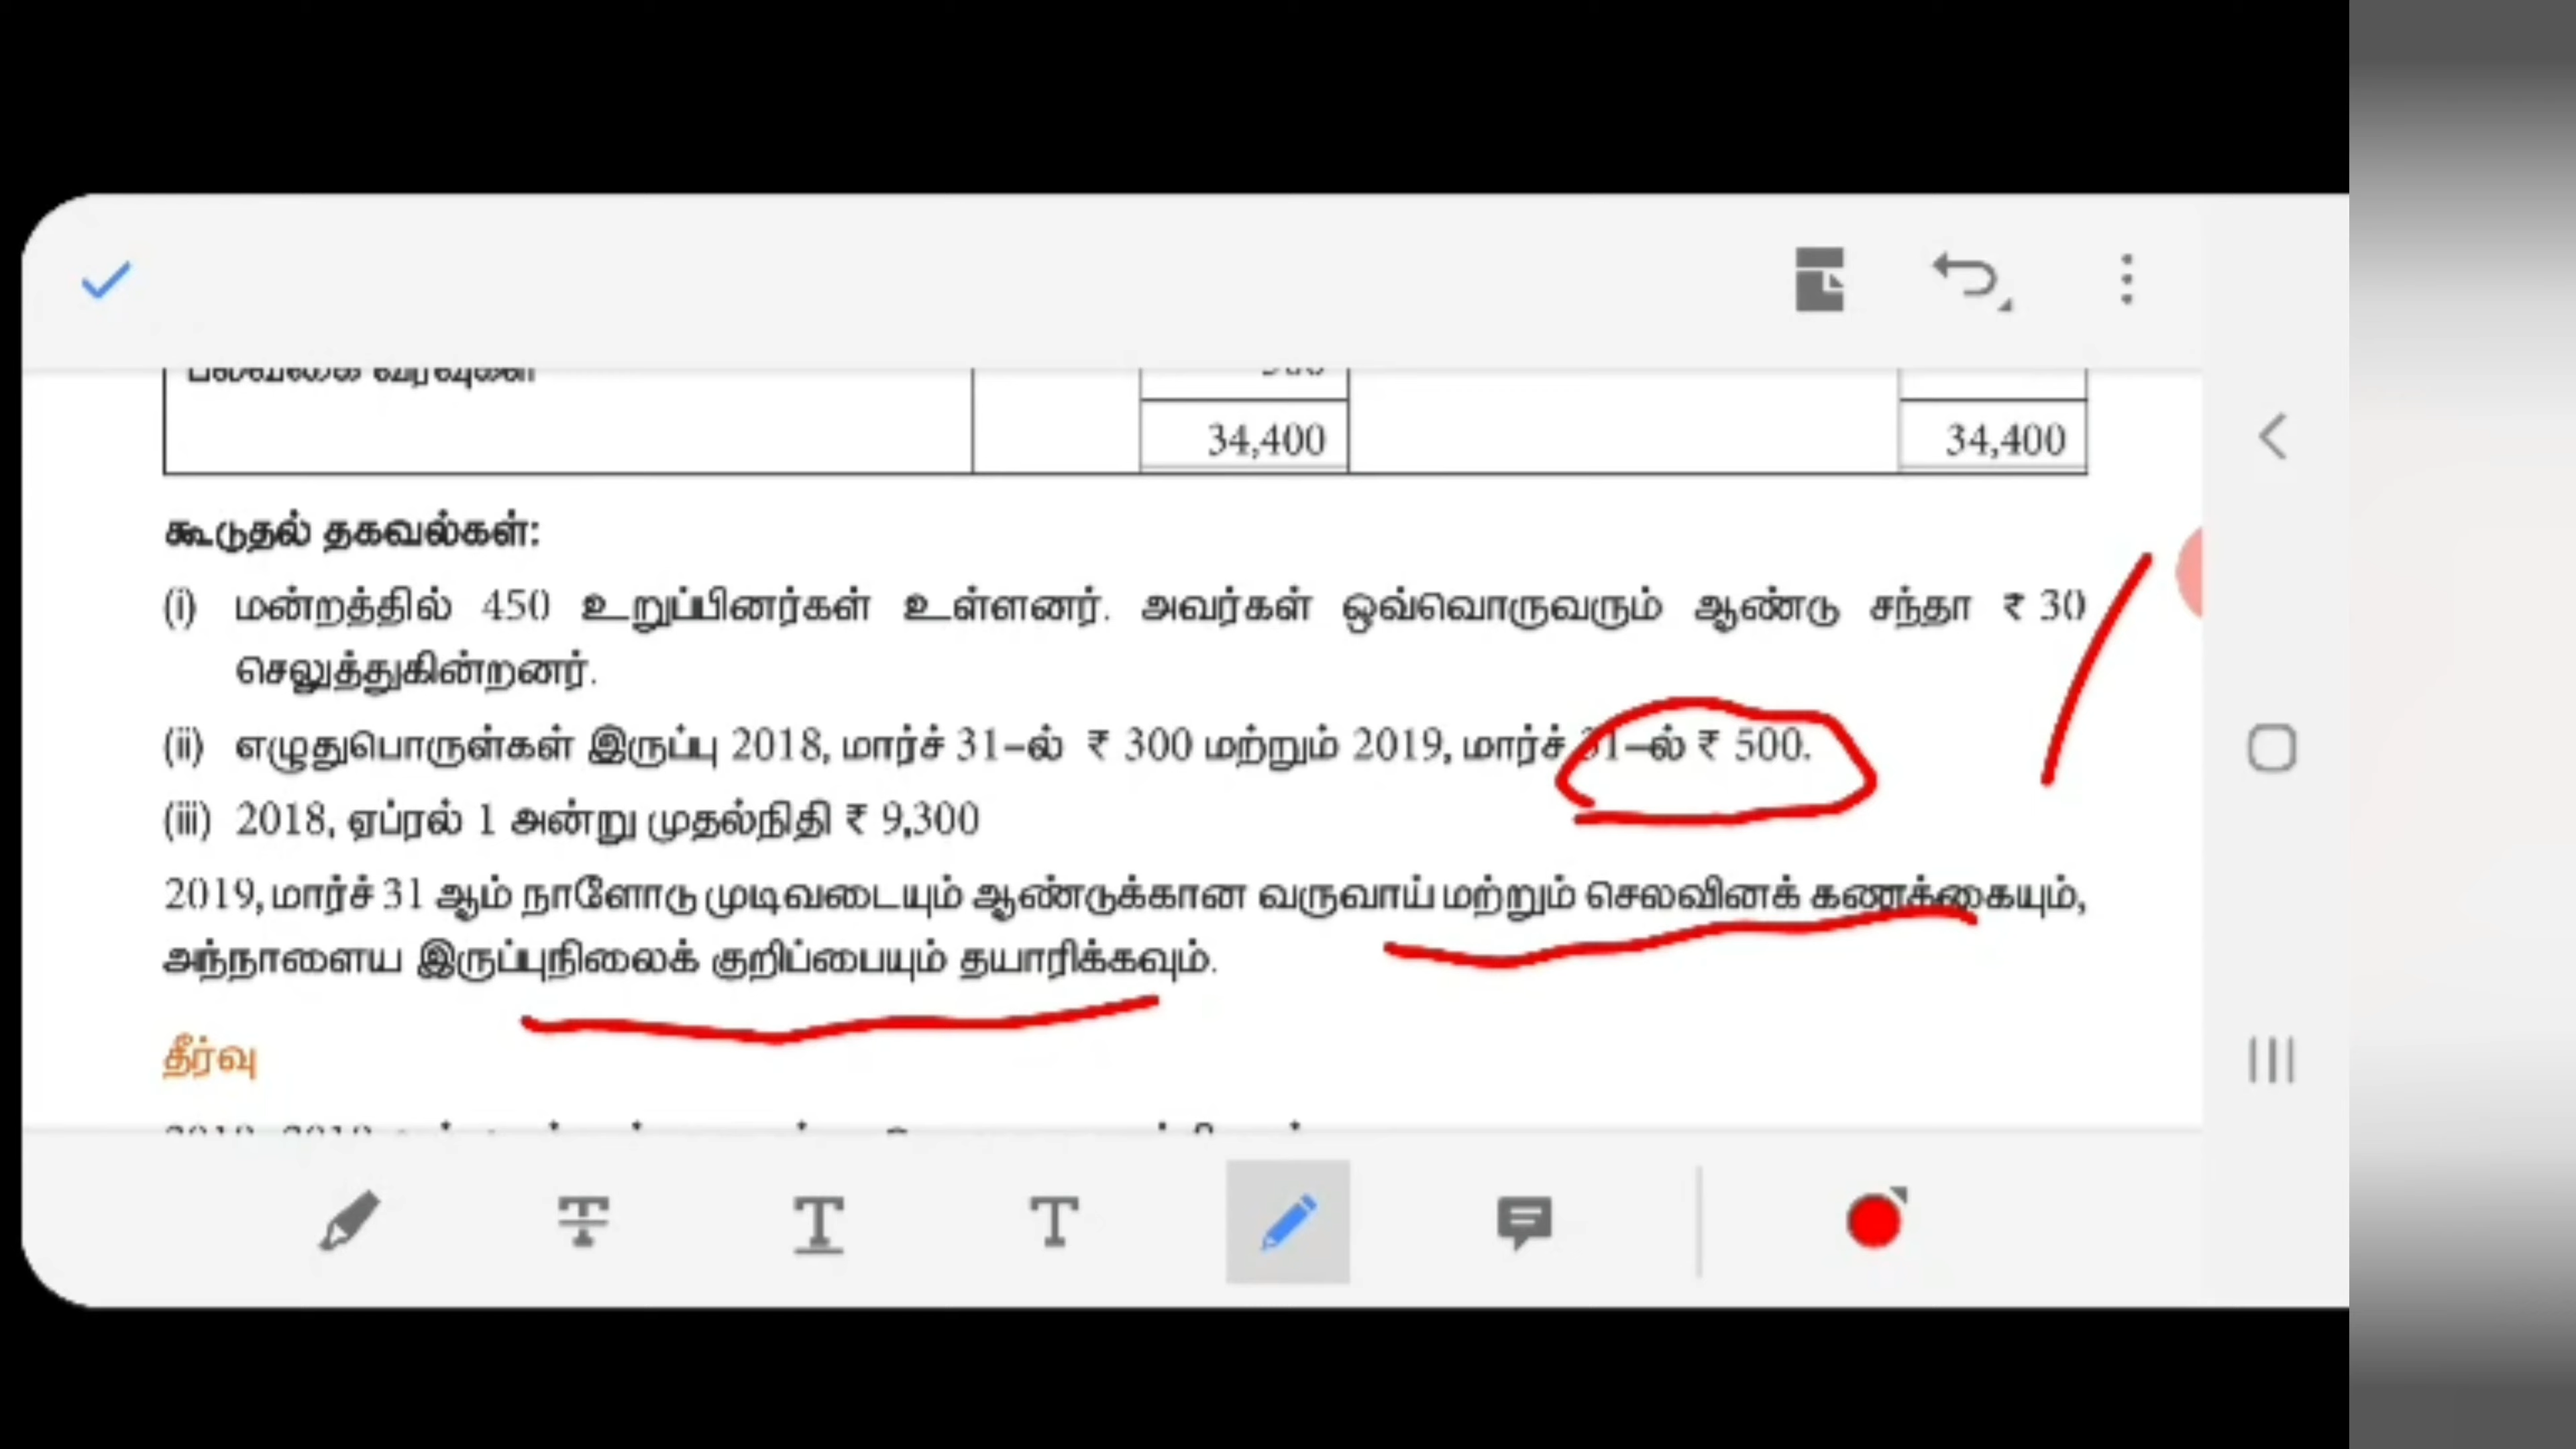 34,400 34,400
கூடுதல் தகவல்கள்:
(i) மன்றத்தில் 450 உறுப்பினர்கள் உள்ளனர். அவர்கள் ஒவ்வொருவரும் ஆண்டு சந்தா ₹ 30
செலுத்துகின்றனர்.
(ii) எழுதுபொருள்கள் இருப்பு 2018, மார்ச் 31–ல் ₹ 300 மற்றும் 2019, மார்ச் 31–ல் ₹ 500.
(iii) 2018, ஏப்ரல் 1 அன்று முதல்நிதி ₹ 9,300
2019, மார்ச் 31 ஆம் நாளோடு முடிவடையும் ஆண்டுக்கான வருவாய் மற்றும் செலவினக் கணக்கையும்,
அந்நாளைய இருப்புநிலைக் குறிப்பையும் தயாரிக்கவும்.
தீர்வு